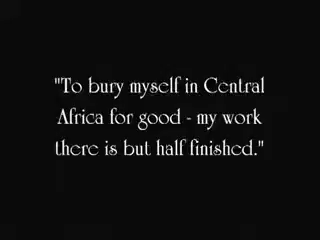 "To bury myself in Central
Africa for good - my work
there is but half finished."